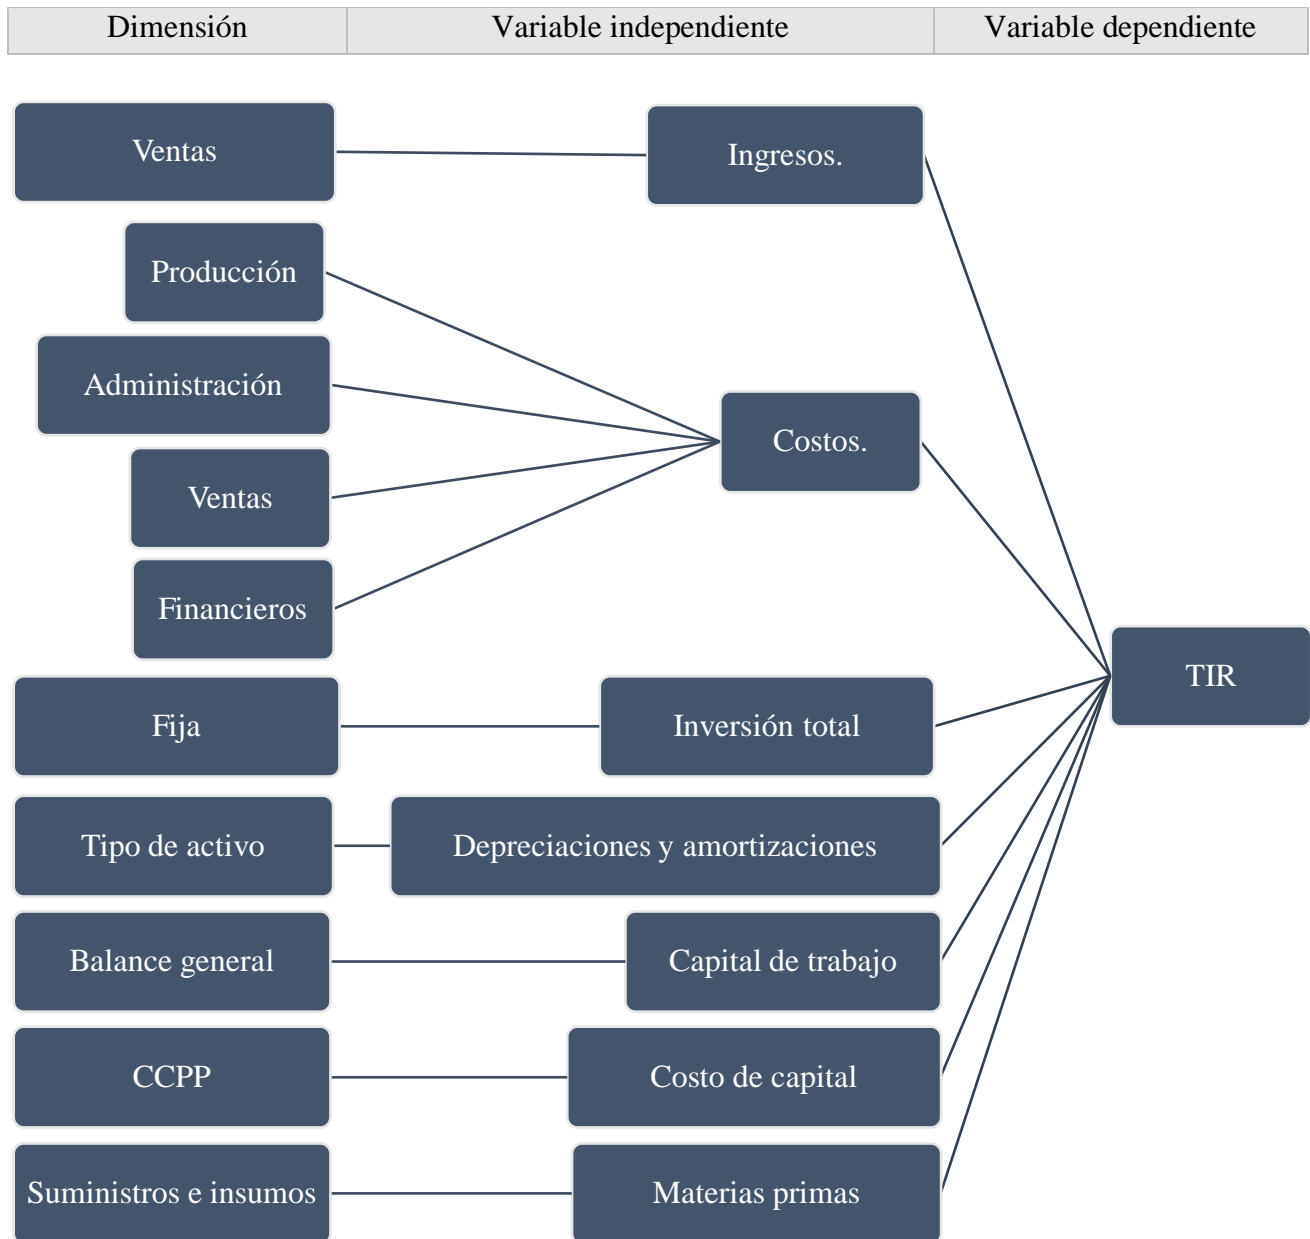 Dimensión Variable independiente Variable dependiente
Ventas
Ingresos.
Producción
Administración
Costos.
Ventas
Financieros
TIR
Fija
Inversión total
Tipo de activo
Depreciaciones y amortizaciones
Balance general
Capital de trabajo
CCPP
Costo de capital
Suministros e insumos
Materias primas